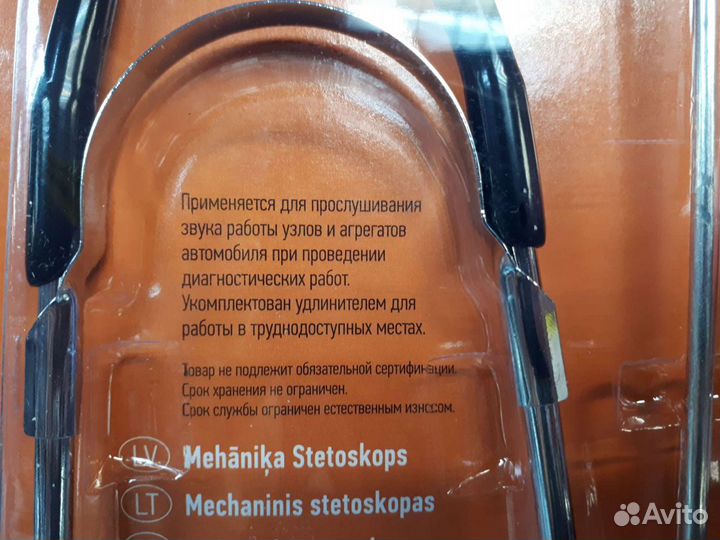 Применяется для прослушивания
звука работы узлов и агрегатов
автомобиля при проведении
диагностических работ.
Укомплектован удлинителем для
работы в труднодоступных местах.
Товар не подлежит обязательной сертификации.
Срок хранения не ограничен.
Срок службы ограничен естественным износом.
LV Mehāniķa Stetoskops
LT Mechaninis stetoskopas
Avito